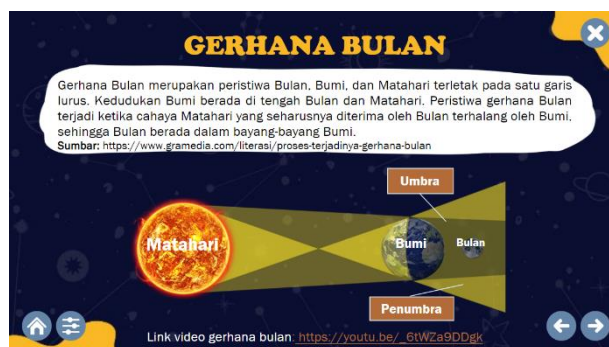 GERHANA BULAN
Gerhana Bulan merupakan peristiwa Bulan, Bumi, dan Matahari terletak pada satu garis
lurus. Kedudukan Bumi berada di tengah Bulan dan Matahari. Peristiwa gerhana Bulan
terjadi ketika cahaya Matahari yang seharusnya diterima oleh Bulan terhalang oleh Bumi,
sehingga Bulan berada dalam bayang-bayang Bumi.
Sumbar: https://www.gramedia.com/literasi/proses-terjadinya-gerhana-bulan
Umbra
Matahari
Bumi
Bulan
Penumbra
Link video gerhana bulan: https://youtu.be/_6tWZa9DDgk